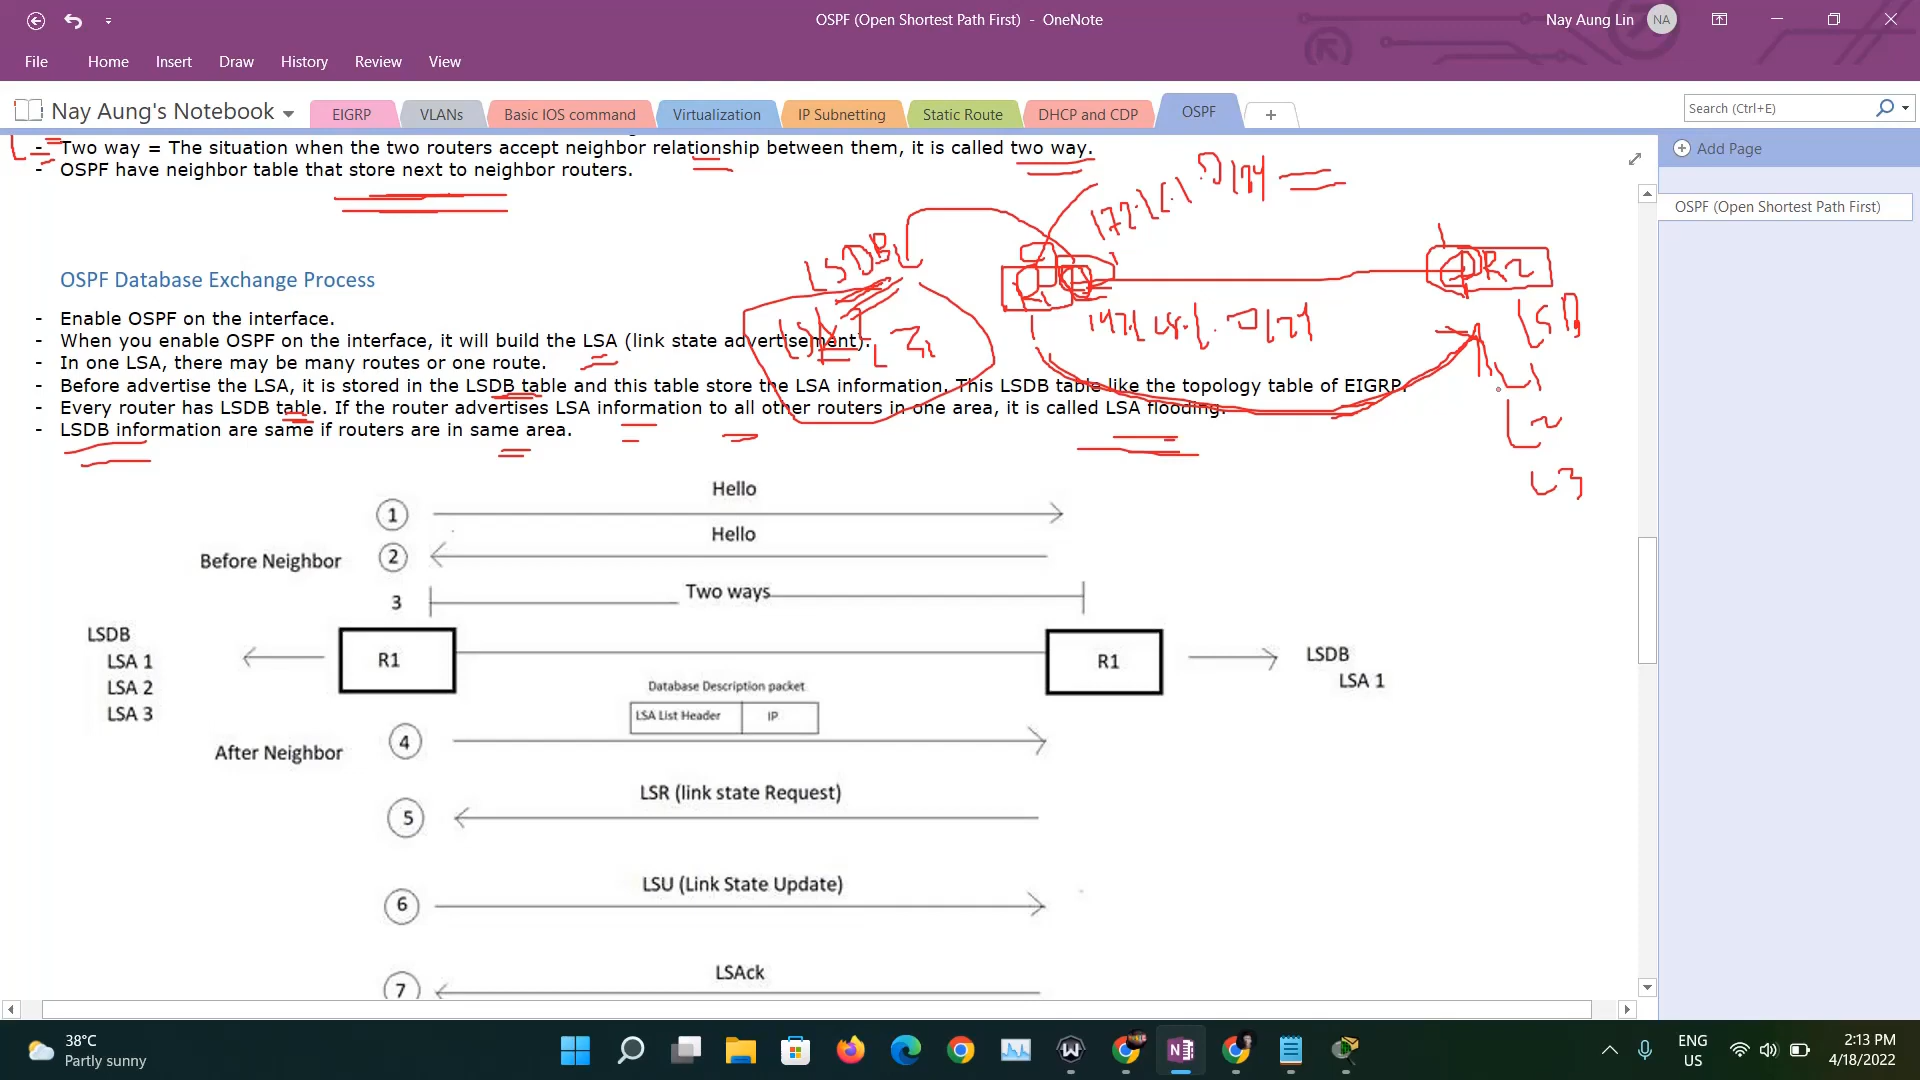 OSPF (Open Shortest Path First) - OneNote
Nay Aung Lin
NA
File Home Insert Draw History Review View
Nay Aung's Notebook
EIGRP VLANs Basic IOS command Virtualization IP Subnetting Static Route DHCP and CDP OSPF +
Search (Ctrl+E)
Add Page
OSPF (Open Shortest Path First)
- Two way = The situation when the two routers accept neighbor relationship between them, it is called two way.
- OSPF have neighbor table that store next to neighbor routers.
LSDB
R2
OSPF Database Exchange Process
- Enable OSPF on the interface.
- When you enable OSPF on the interface, it will build the LSA (link state advertisement).
- In one LSA, there may be many routes or one route.
- Before advertise the LSA, it is stored in the LSDB table and this table store the LSA information. This LSDB table like the topology table of EIGRP.
- Every router has LSDB table. If the router advertises LSA information to all other routers in one area, it is called LSA flooding.
- LSDB information are same if routers are in same area.
L2
L3
Hello
1
Hello
Before Neighbor 2
3 Two ways
LSDB
LSA 1
LSA 2
LSA 3
R1
R1
LSDB
LSA 1
Database Description packet
LSA List Header IP
After Neighbor 4
LSR (link state Request)
5
LSU (Link State Update)
6
LSAck
7
38°C
Partly sunny
ENG
US
2:13 PM
4/18/2022